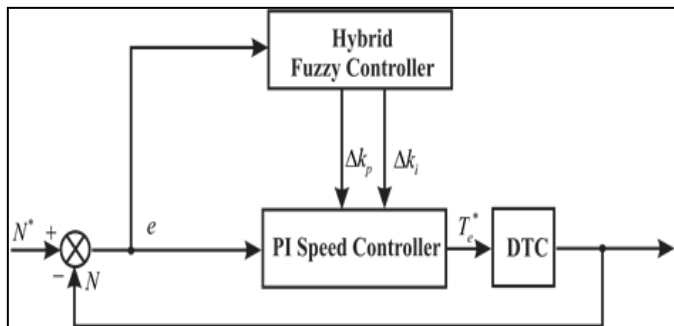 Hybrid
Fuzzy Controller
Δk_p Δk_i
N* + e PI Speed Controller T_e* DTC
− N